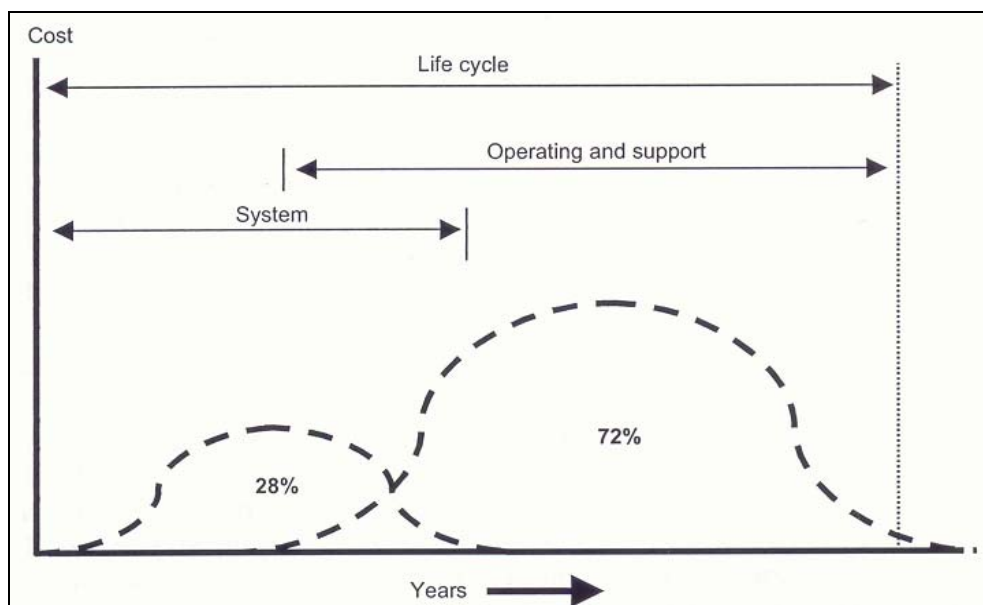 Cost
Life cycle
Operating and support
System
72%
28%
Years